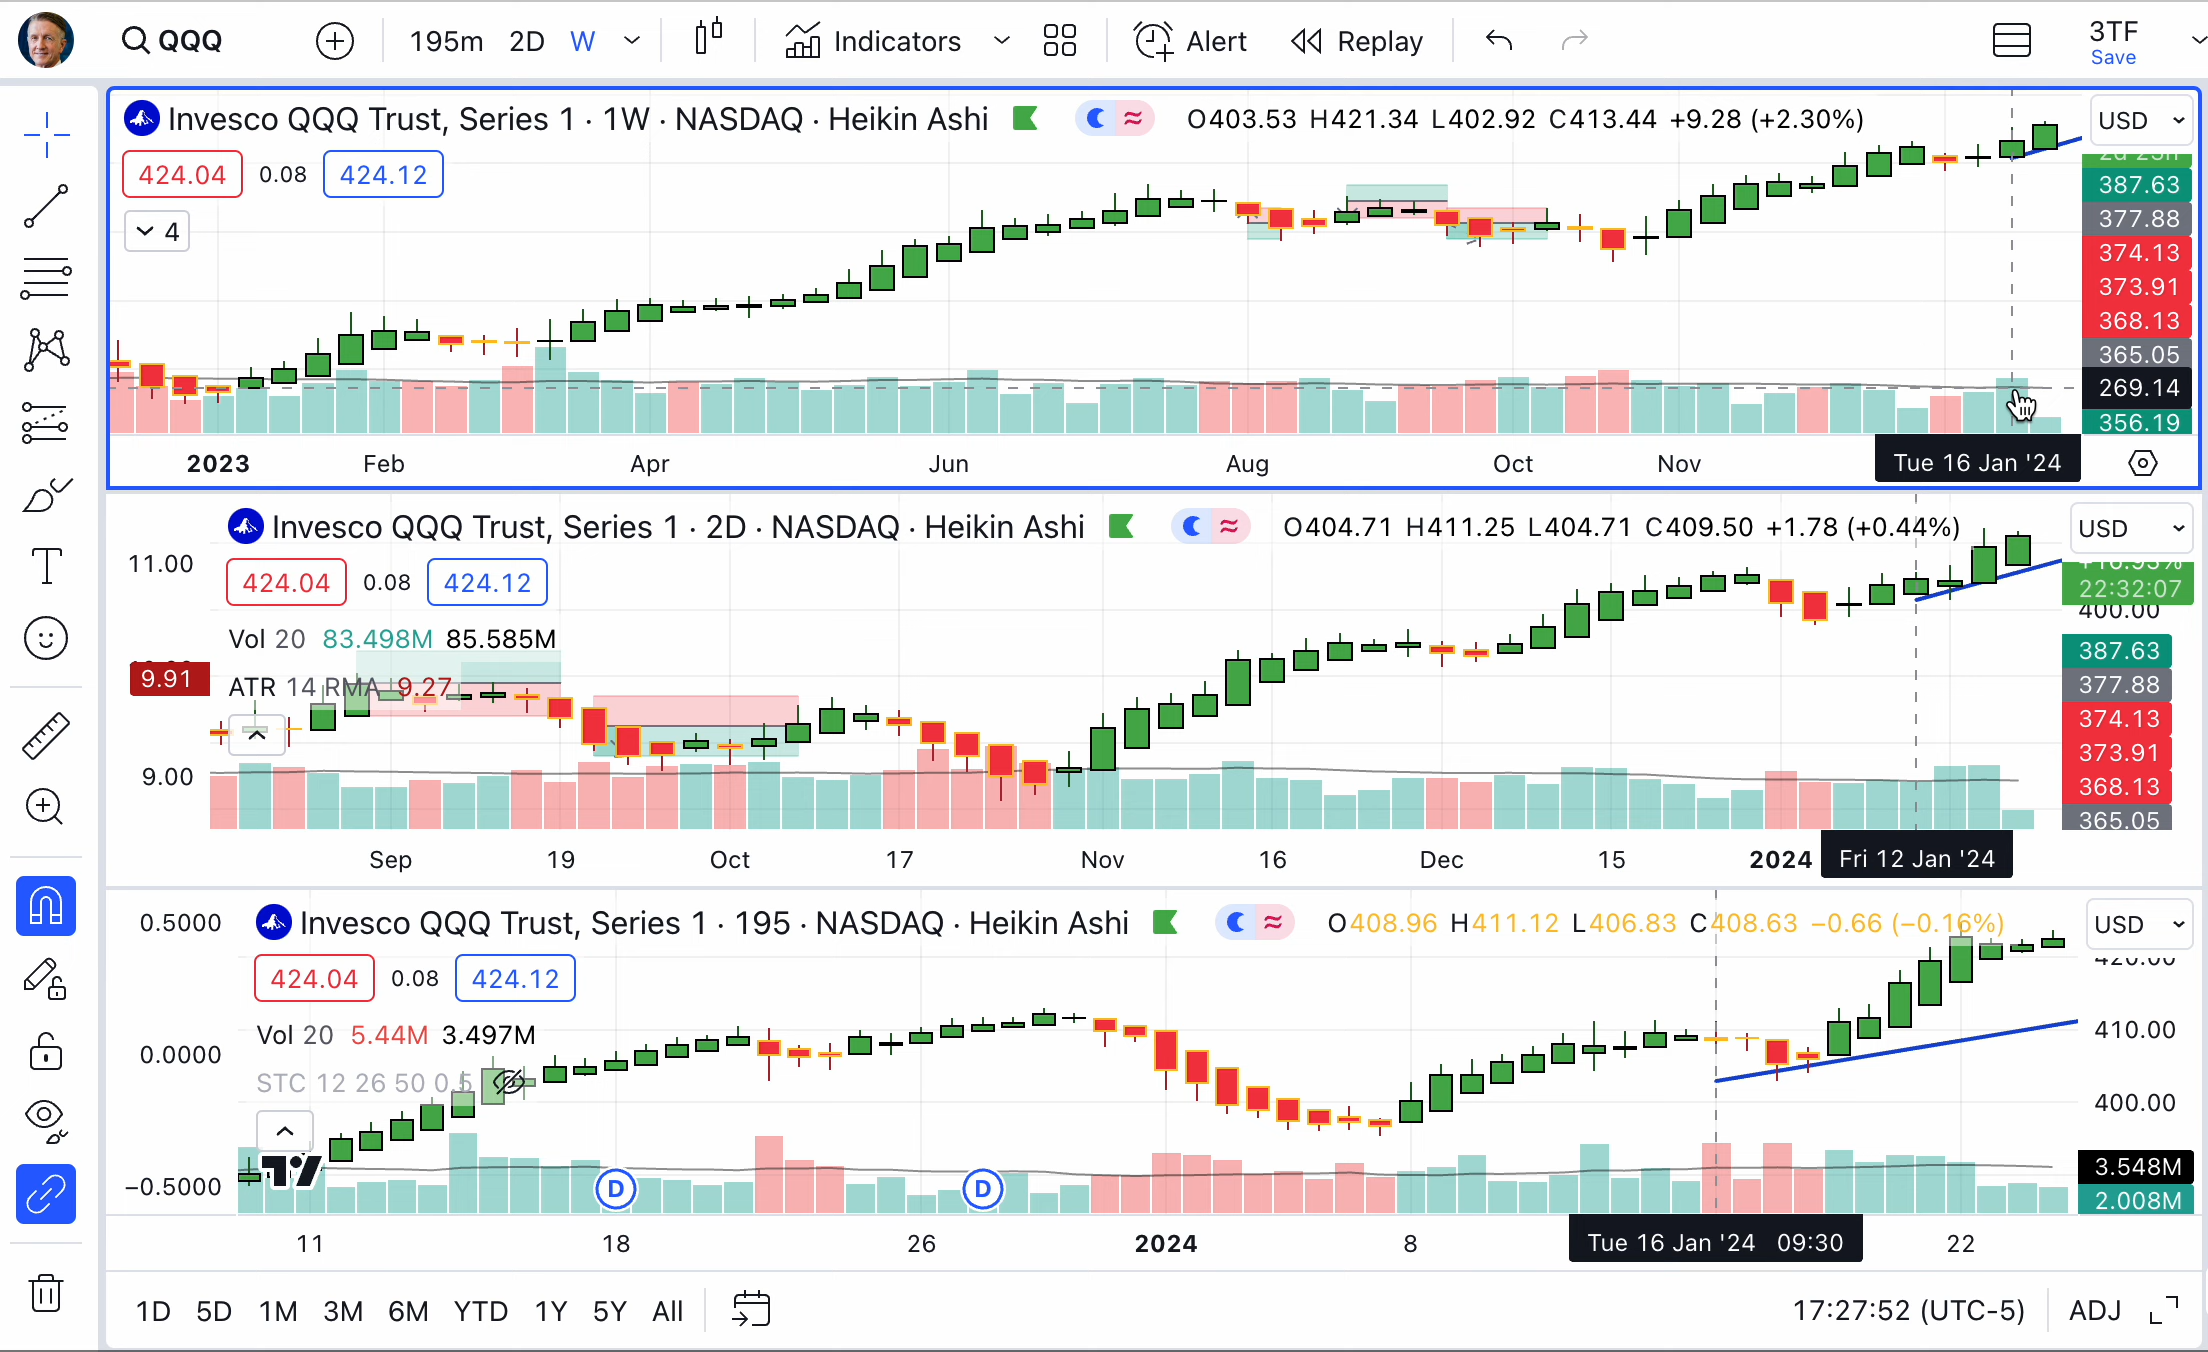 QQQ 195m 2D W Indicators Alert Replay 3TF
Save
Invesco QQQ Trust, Series 1 · 1W · NASDAQ · Heikin Ashi O403.53 H421.34 L402.92 C413.44 +9.28 (+2.30%) USD
424.04 0.08 424.12
4
387.63
377.88
374.13
373.91
368.13
365.05
269.14
356.19
2023 Feb Apr Jun Aug Oct Nov Tue 16 Jan '24
Invesco QQQ Trust, Series 1 · 2D · NASDAQ · Heikin Ashi O404.71 H411.25 L404.71 C409.50 +1.78 (+0.44%) USD
11.00
424.04 0.08 424.12
22:32:07
400.00
Vol 20 83.498M 85.585M
387.63
9.91
ATR 14 RMA 9.27
377.88
374.13
373.91
9.00
368.13
365.05
Sep 19 Oct 17 Nov 16 Dec 15 2024 Fri 12 Jan '24
0.5000
Invesco QQQ Trust, Series 1 · 195 · NASDAQ · Heikin Ashi O408.96 H411.12 L406.83 C408.63 −0.66 (−0.16%) USD
424.04 0.08 424.12
420.00
Vol 20 5.44M 3.497M
410.00
0.0000
STC 12 26 50 0.5
400.00
3.548M
−0.5000
D D
2.008M
11 18 26 2024 8 Tue 16 Jan '24 09:30 22
1D 5D 1M 3M 6M YTD 1Y 5Y All 17:27:52 (UTC-5) ADJ